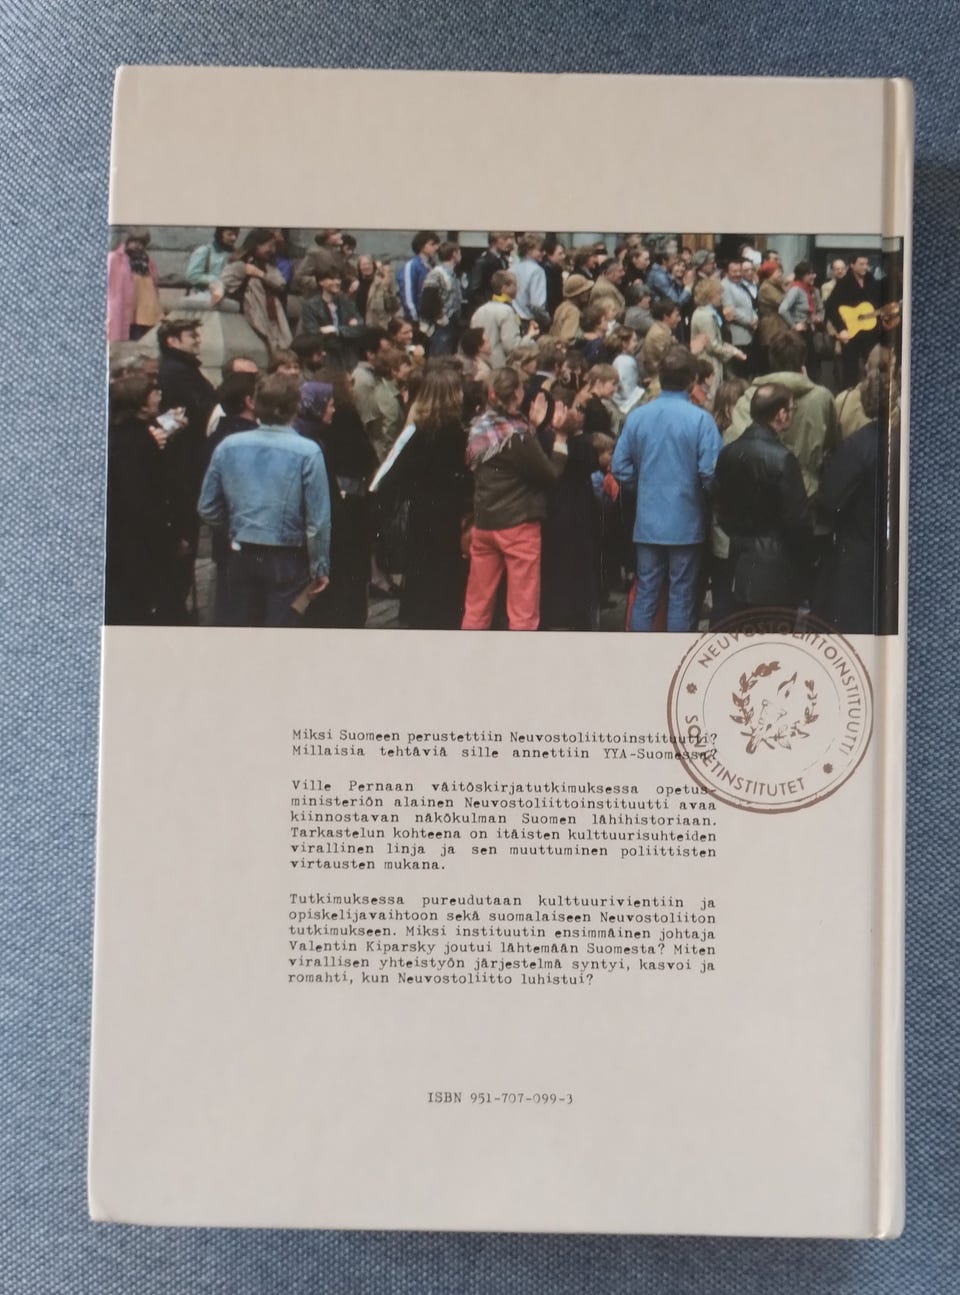 NEUVOSTOLIITTOINSTITUUTTI
SOVIETINSTITUTET
Miksi Suomeen perustettiin Neuvostoliittoinstituutti?
Millaisia tehtäviä sille annettiin YYA-Suomessa?
Ville Pernaan väitöskirjatutkimuksessa opetus-
ministeriön alainen Neuvostoliittoinstituutti avaa
kiinnostavan näkökulman Suomen lähihistoriaan.
Tarkastelun kohteena on itäisten kulttuurisuhteiden
virallinen linja ja sen muuttuminen poliittisten
virtausten mukana.
Tutkimuksessa pureudutaan kulttuurivientiin ja
opiskelijavaihtoon sekä suomalaiseen Neuvostoliiton
tutkimukseen. Miksi instituutin ensimmäinen johtaja
Valentin Kiparsky joutui lähtemään Suomesta? Miten
virallisen yhteistyön järjestelmä syntyi, kasvoi ja
romahti, kun Neuvostoliitto luhistui?
ISBN 951-707-099-3